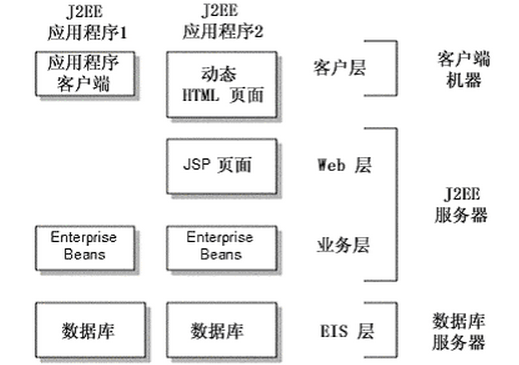 J2EE
应用程序1
J2EE
应用程序2
应用程序
客户端
动态
HTML 页面
客户层
客户端
机器
JSP 页面
Web 层
J2EE
服务器
Enterprise
Beans
Enterprise
Beans
业务层
数据库
数据库
EIS 层
数据库
服务器